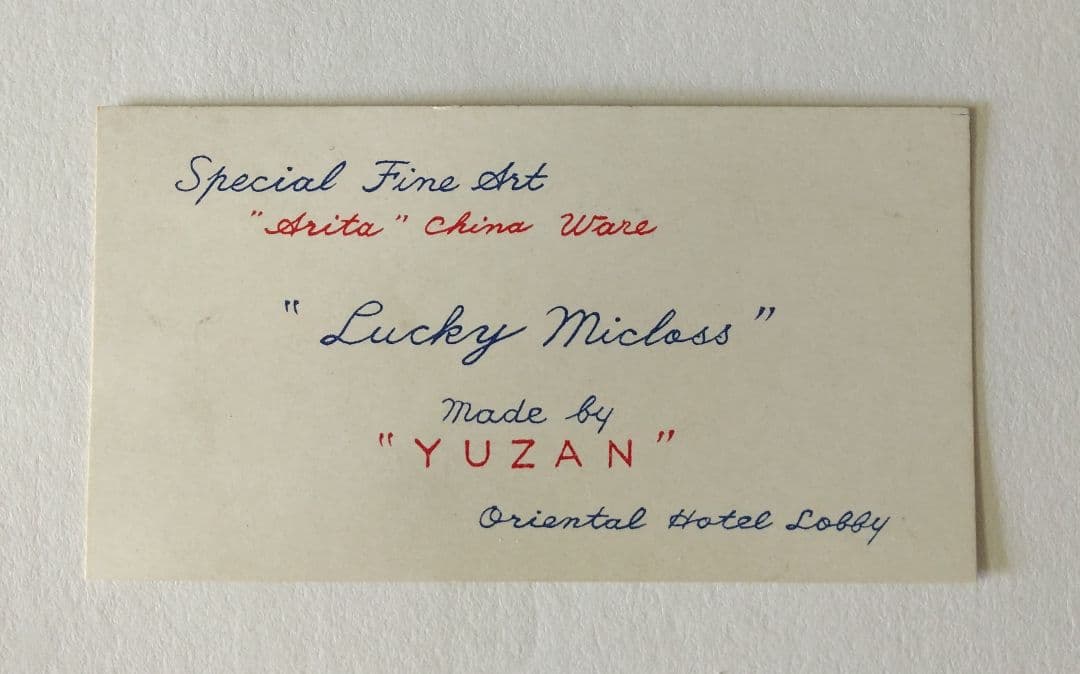 Special Fine Art
"Arita" China Ware
"Lucky Micloss"
Made by
"YUZAN"
Oriental Hotel Lobby